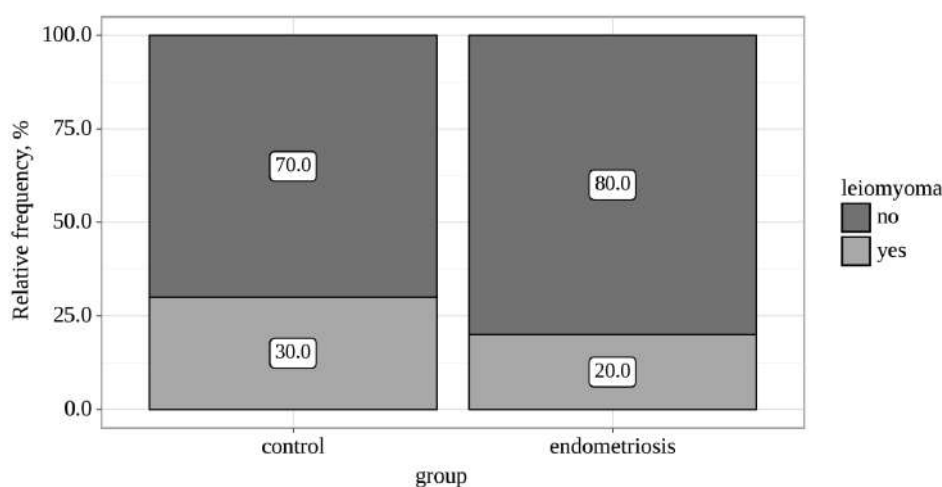 100.0
75.0
50.0
25.0
0.0
Relative frequency, %
70.0
30.0
80.0
20.0
control
endometriosis
group
leiomyoma
no
yes